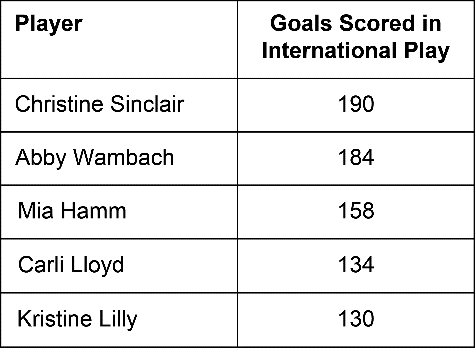 Player Goals Scored in
International Play
Christine Sinclair 190
Abby Wambach 184
Mia Hamm 158
Carli Lloyd 134
Kristine Lilly 130